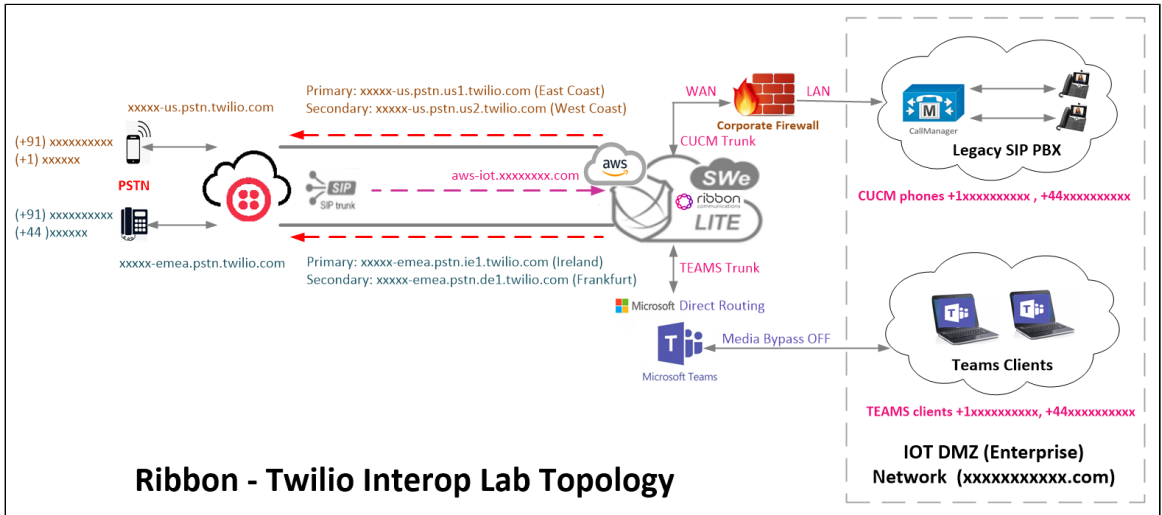 xxxxx-us.pstn.twilio.com
Primary: xxxxx-us.pstn.us1.twilio.com (East Coast)
Secondary: xxxxx-us.pstn.us2.twilio.com (West Coast)
WAN
LAN
Corporate Firewall
CUCM Trunk
M
CallManager
Legacy SIP PBX
CUCM phones +1xxxxxxxxxx , +44xxxxxxxxxx
(+91) xxxxxxxxxx
(+1) xxxxxx
PSTN
(+91) xxxxxxxxxx
(+44 )xxxxxx
xxxxx-emea.pstn.twilio.com
SIP
SIP trunk
aws-iot.xxxxxxxx.com
aws
SWe
ribbon
communications
LITE
Primary: xxxxx-emea.pstn.ie1.twilio.com (Ireland)
Secondary: xxxxx-emea.pstn.de1.twilio.com (Frankfurt)
TEAMS Trunk
Microsoft Direct Routing
T
Microsoft Teams
Media Bypass OFF
T
T
Teams Clients
TEAMS clients +1xxxxxxxxxx, +44xxxxxxxxxx
IOT DMZ (Enterprise)
Network (xxxxxxxxxxx.com)
Ribbon - Twilio Interop Lab Topology